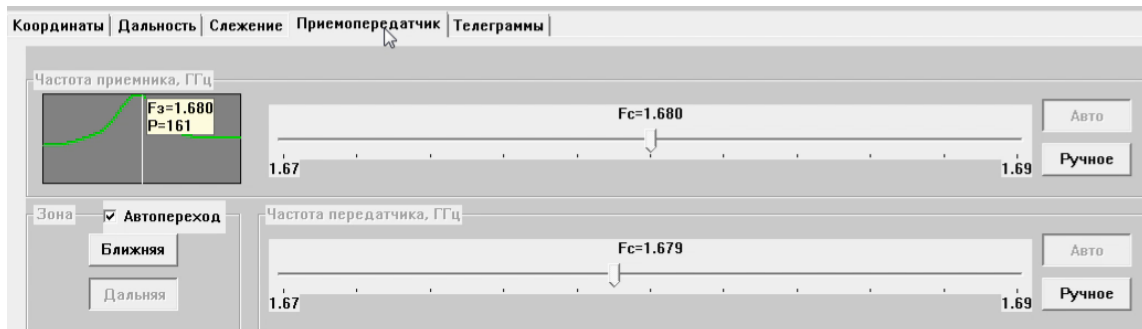 Координаты Дальность Слежение Приемопередатчик Телеграммы
Частота приемника, ГГц
Fз=1.680
P=161
Fc=1.680
1.67
1.69
Авто
Ручное
Зона
Автопереход
Ближняя
Дальняя
Частота передатчика, ГГц
Fc=1.679
1.67
1.69
Авто
Ручное